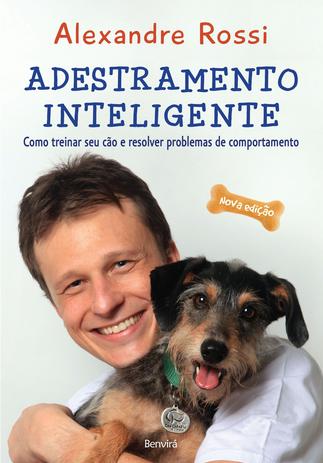 Alexandre Rossi
ADESTRAMENTO
INTELIGENTE
Como treinar seu cão e resolver problemas de comportamento
Nova edição
Benvirá